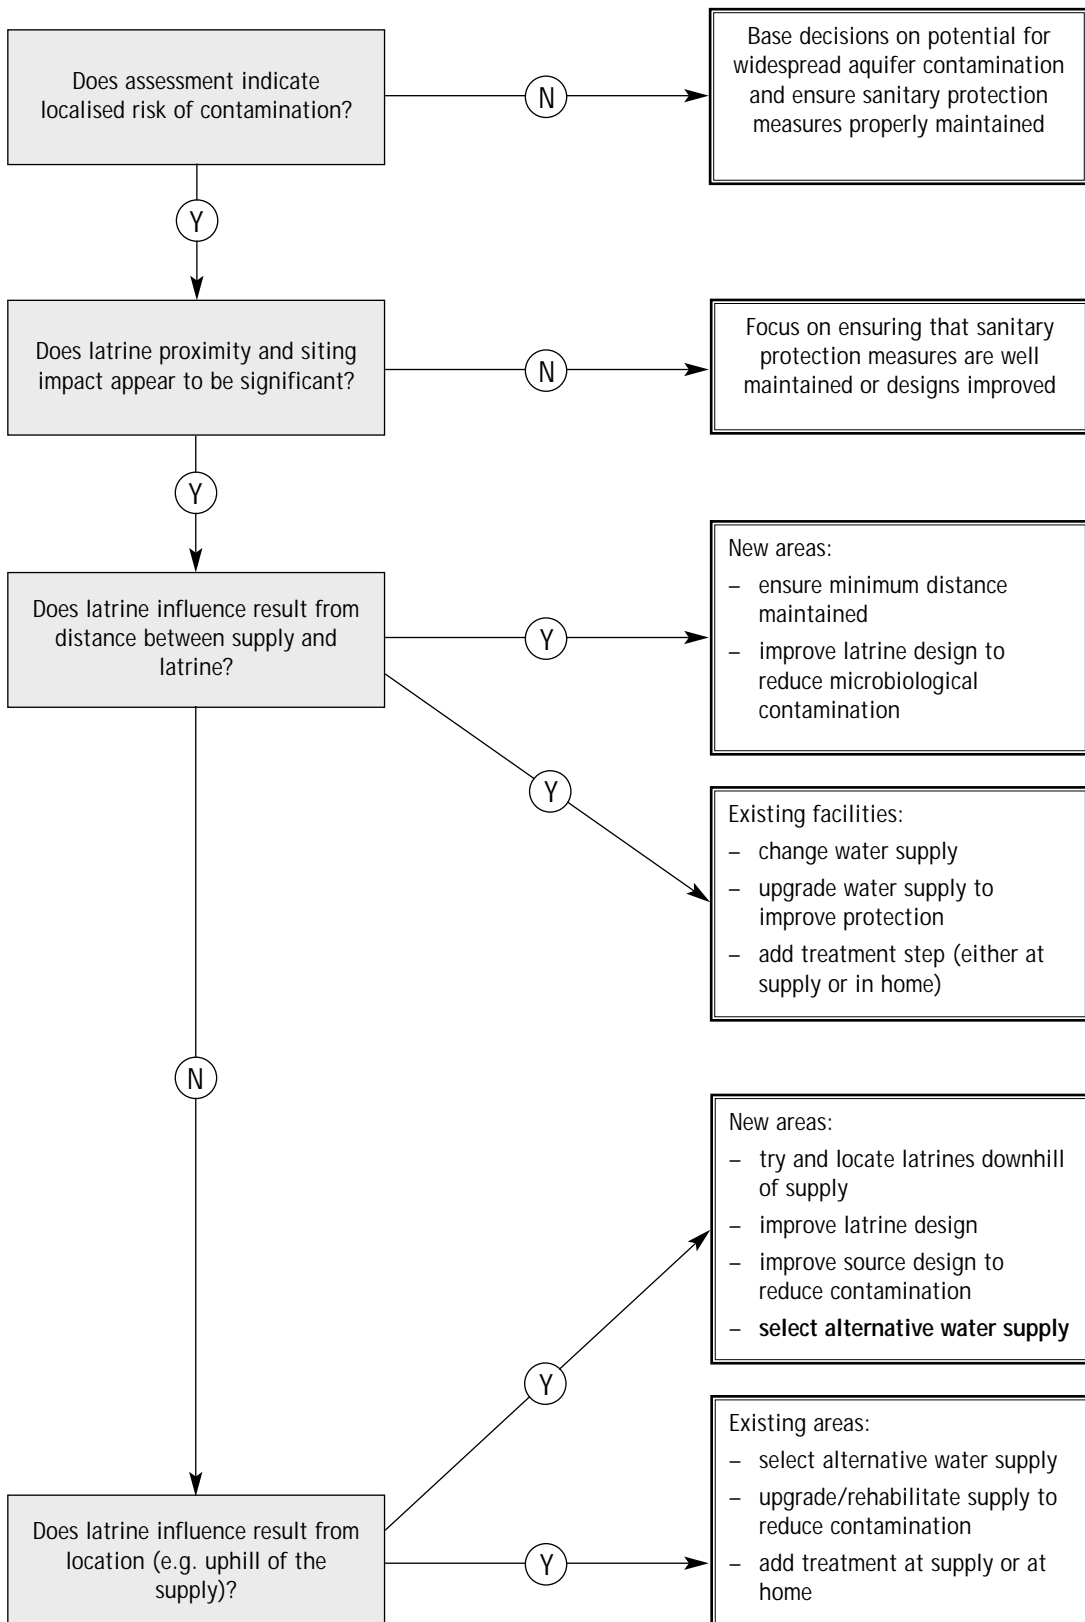 Does assessment indicate
localised risk of contamination?
N
Base decisions on potential for
widespread aquifer contamination
and ensure sanitary protection
measures properly maintained
Y
Does latrine proximity and siting
impact appear to be significant?
N
Focus on ensuring that sanitary
protection measures are well
maintained or designs improved
Y
Does latrine influence result from
distance between supply and
latrine?
Y
New areas:
– ensure minimum distance
maintained
– improve latrine design to
reduce microbiological
contamination
Y
Existing facilities:
– change water supply
– upgrade water supply to
improve protection
– add treatment step (either at
supply or in home)
N
New areas:
– try and locate latrines downhill
of supply
– improve latrine design
– improve source design to
reduce contamination
– select alternative water supply
Y
Does latrine influence result from
location (e.g. uphill of the
supply)?
Y
Existing areas:
– select alternative water supply
– upgrade/rehabilitate supply to
reduce contamination
– add treatment at supply or at
home